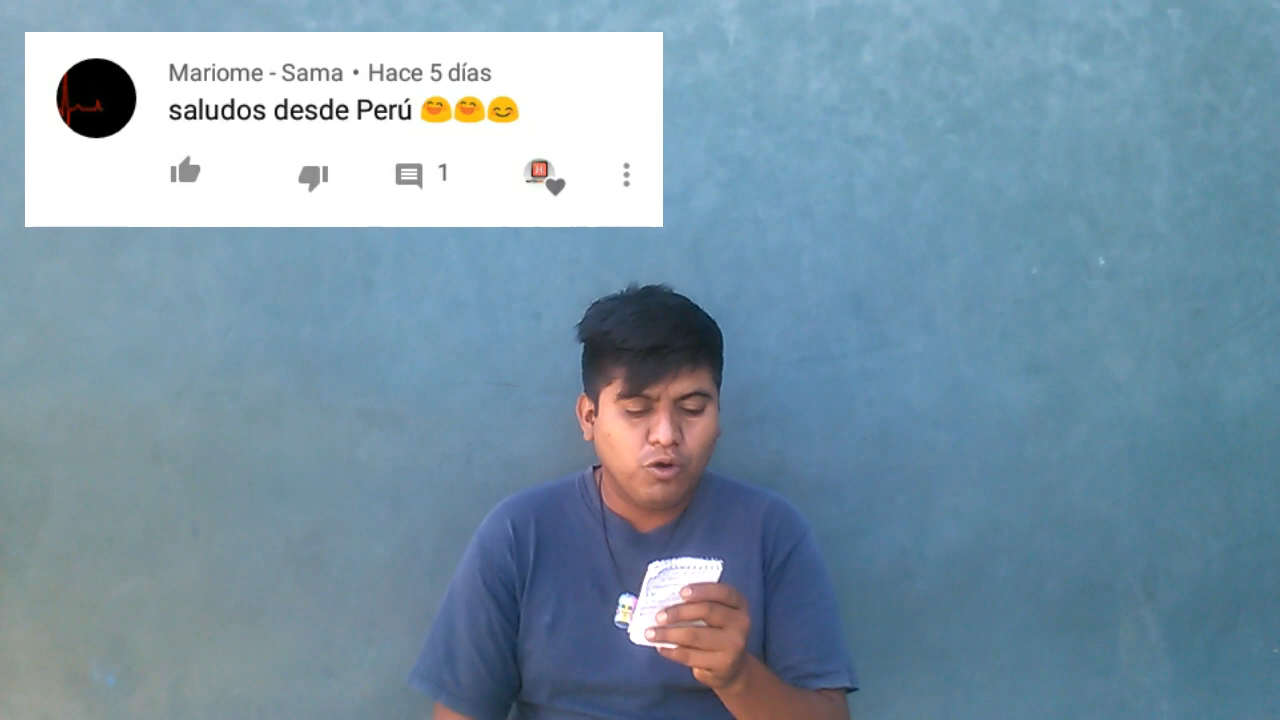 Mariome - Sama • Hace 5 días
saludos desde Perú 😄😄😊
1